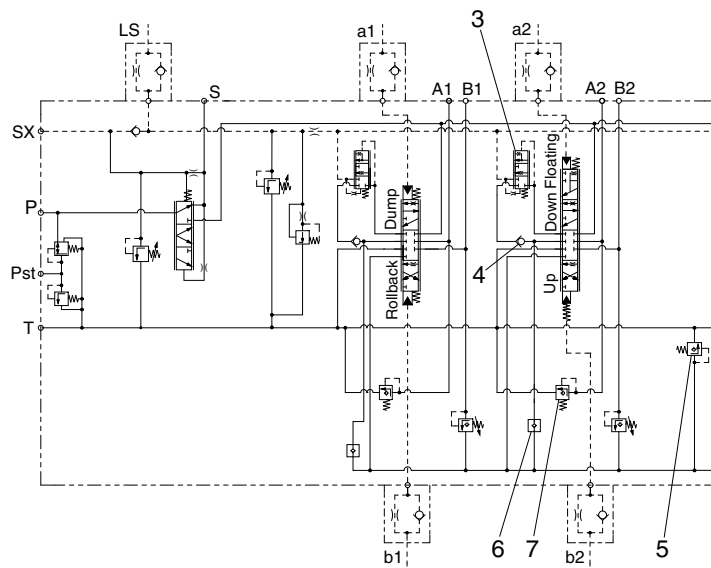 LS
a1
3
a2
S
A1
B1
A2
B2
SX
P
Dump
Down Floating
Pst
4
Rollback
Up
T
6
7
5
b1
b2